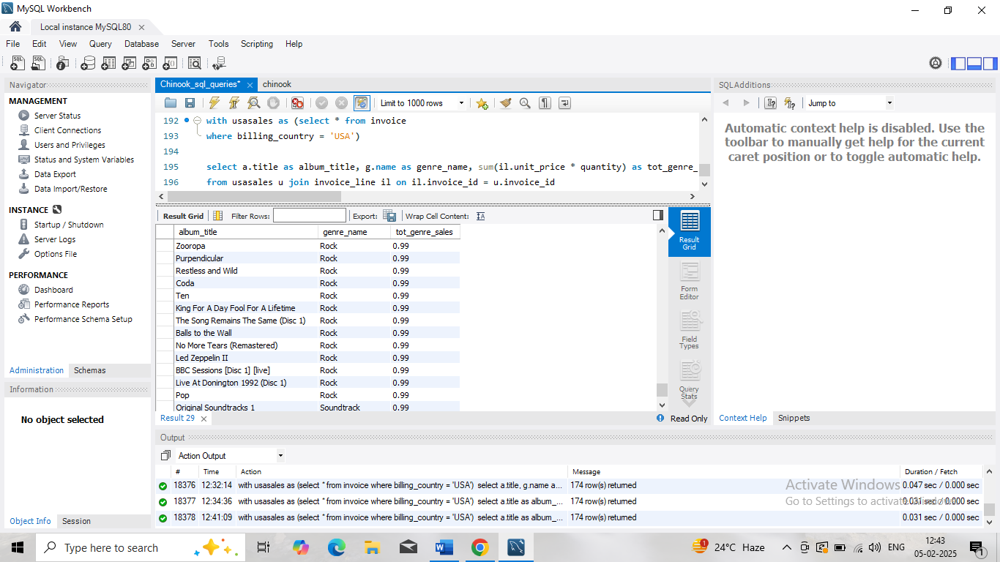 MySQL Workbench
Local instance MySQL80
File Edit View Query Database Server Tools Scripting Help
Navigator
MANAGEMENT
Server Status
Client Connections
Users and Privileges
Status and System Variables
Data Export
Data Import/Restore
INSTANCE
Startup / Shutdown
Server Logs
Options File
PERFORMANCE
Dashboard
Performance Reports
Performance Schema Setup
Administration Schemas
Information
No object selected
Object Info Session
Chinook_sql_queries* chinook
Limit to 1000 rows
192 with usasales as (select * from invoice
193 where billing_country = 'USA')
194
195 select a.title as album_title, g.name as genre_name, sum(il.unit_price * quantity) as tot_genre_
196 from usasales u join invoice_line il on il.invoice_id = u.invoice_id
Result Grid Filter Rows: Export: Wrap Cell Content:
album_title genre_name tot_genre_sales
Zooropa Rock 0.99
Purpendicular Rock 0.99
Restless and Wild Rock 0.99
Coda Rock 0.99
Ten Rock 0.99
King For A Day Fool For A Lifetime Rock 0.99
The Song Remains The Same (Disc 1) Rock 0.99
Balls to the Wall Rock 0.99
No More Tears (Remastered) Rock 0.99
Led Zeppelin II Rock 0.99
BBC Sessions [Disc 1] [live] Rock 0.99
Live At Donington 1992 (Disc 1) Rock 0.99
Pop Rock 0.99
Original Soundtracks 1 Soundtrack 0.99
Result Grid
Form Editor
Field Types
Query Stats
Result 29
Read Only
SQLAdditions
Jump to
Automatic context help is disabled. Use the
toolbar to manually get help for the current
caret position or to toggle automatic help.
Context Help Snippets
Output
Action Output
# Time Action Message Duration / Fetch
18376 12:32:14 with usasales as (select * from invoice where billing_country = 'USA') select a.title, g.name a... 174 row(s) returned 0.047 sec / 0.000 sec
18377 12:34:36 with usasales as (select * from invoice where billing_country = 'USA') select a.title as album_... 174 row(s) returned 0.031 sec / 0.000 sec
18378 12:41:09 with usasales as (select * from invoice where billing_country = 'USA') select a.title as album_... 174 row(s) returned 0.031 sec / 0.000 sec
Activate Windows
Go to Settings to activate Windows.
Type here to search
1
24°C Haze
ENG
12:43
05-02-2025
1